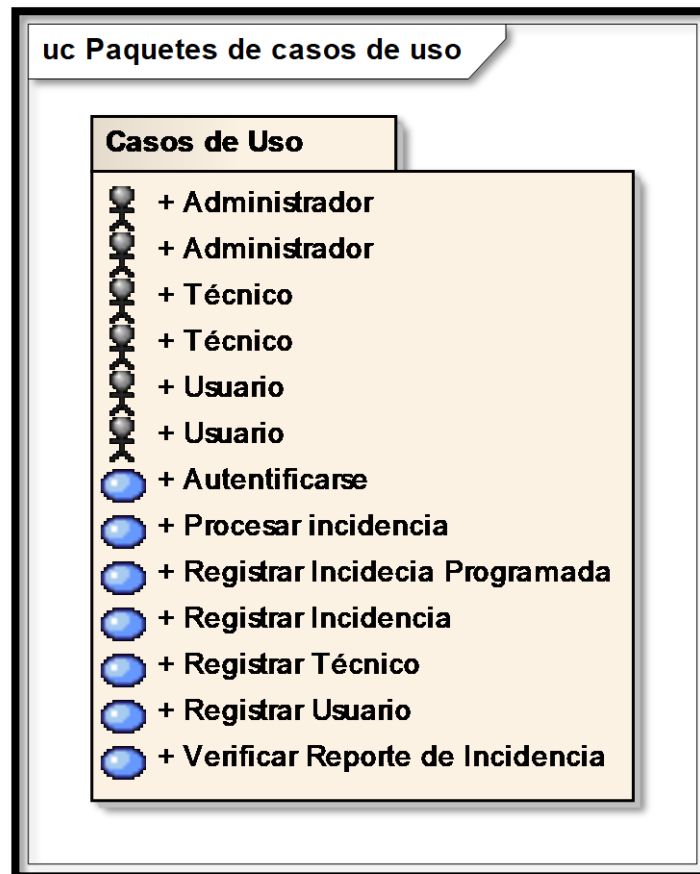 uc Paquetes de casos de uso
Casos de Uso
+ Administrador
+ Administrador
+ Técnico
+ Técnico
+ Usuario
+ Usuario
+ Autentificarse
+ Procesar incidencia
+ Registrar Incidecia Programada
+ Registrar Incidencia
+ Registrar Técnico
+ Registrar Usuario
+ Verificar Reporte de Incidencia